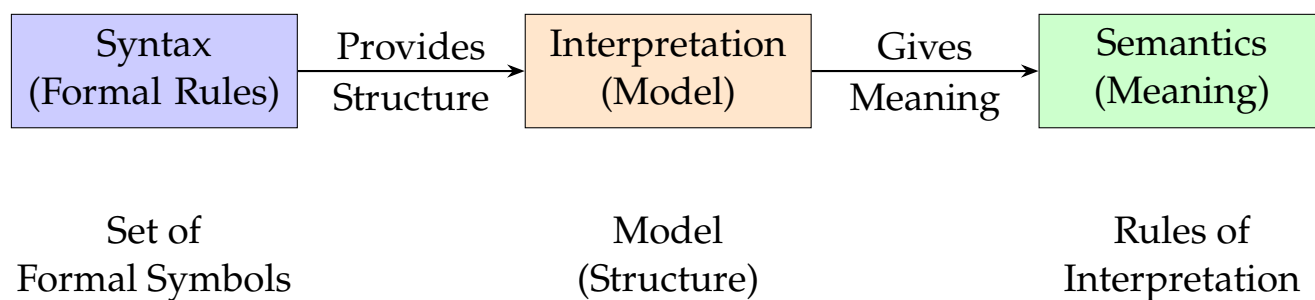 Syntax
(Formal Rules)
Provides
Structure
Interpretation
(Model)
Gives
Meaning
Semantics
(Meaning)
Set of
Formal Symbols
Model
(Structure)
Rules of
Interpretation